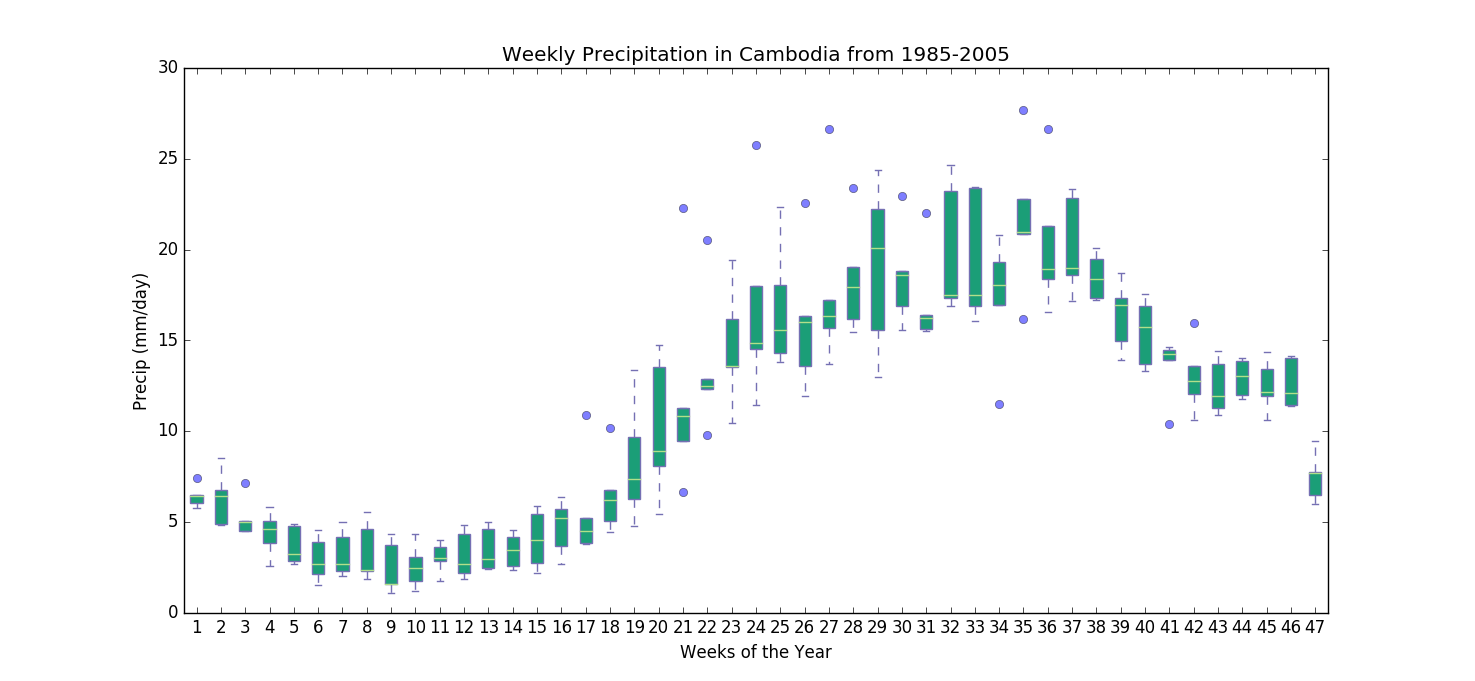 Weekly Precipitation in Cambodia from 1985-2005
30
25
20
15
10
5
0
Precip (mm/day)
1 2 3 4 5 6 7 8 9 10 11 12 13 14 15 16 17 18 19 20 21 22 23 24 25 26 27 28 29 30 31 32 33 34 35 36 37 38 39 40 41 42 43 44 45 46 47
Weeks of the Year